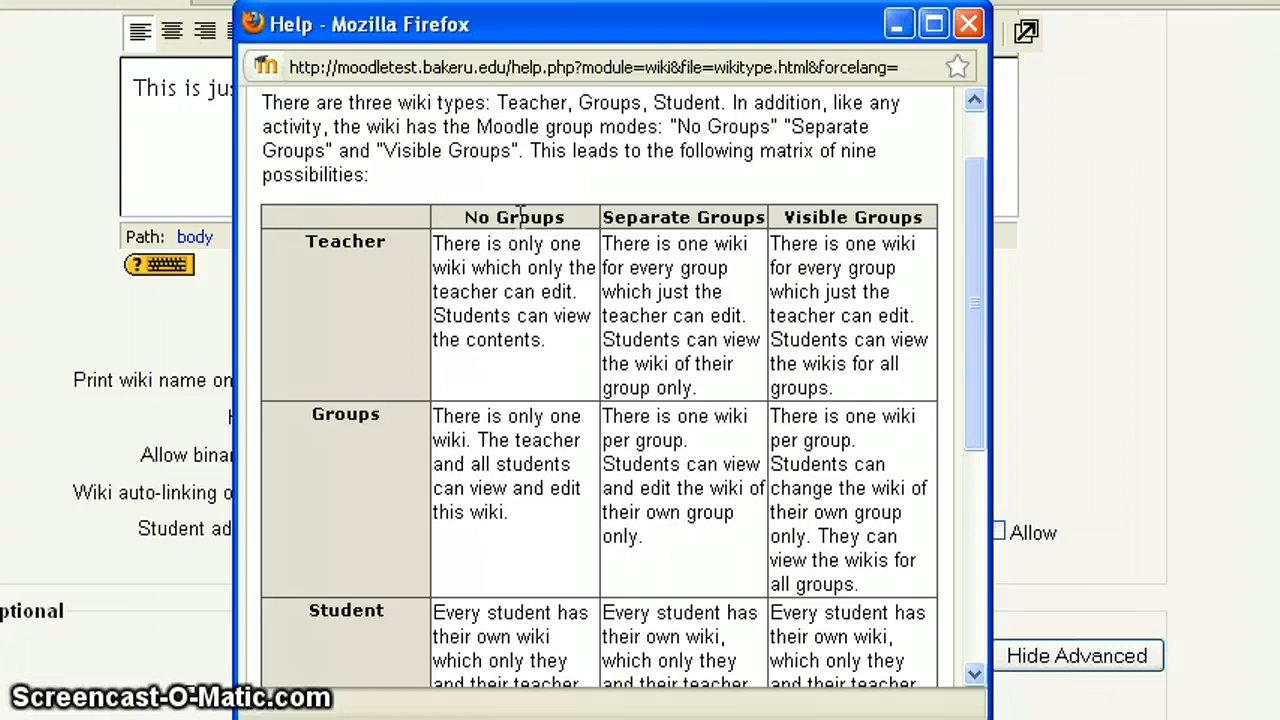 Help - Mozilla Firefox
http://moodletest.bakeru.edu/help.php?module=wiki&file=wikitype.html&forcelang=
This is jus
There are three wiki types: Teacher, Groups, Student. In addition, like any
activity, the wiki has the Moodle group modes: "No Groups" "Separate
Groups" and "Visible Groups". This leads to the following matrix of nine
possibilities:
No Groups
Separate Groups
Visible Groups
Teacher
There is only one
wiki which only the
teacher can edit.
Students can view
the contents.
There is one wiki
for every group
which just the
teacher can edit.
Students can view
the wiki of their
group only.
There is one wiki
for every group
which just the
teacher can edit.
Students can view
the wikis for all
groups.
Groups
There is only one
wiki. The teacher
and all students
can view and edit
this wiki.
There is one wiki
per group.
Students can view
and edit the wiki of
their own group
only.
There is one wiki
per group.
Students can
change the wiki of
their own group
only. They can
view the wikis for
all groups.
Student
Every student has
their own wiki
which only they
and their teacher
Every student has
their own wiki,
which only they
and their teacher
Every student has
their own wiki,
which only they
and their teacher
Path: body
?
Print wiki name on
Allow bina
Wiki auto-linking o
Student ad
Allow
ptional
Hide Advanced
Screencast-O-Matic.com